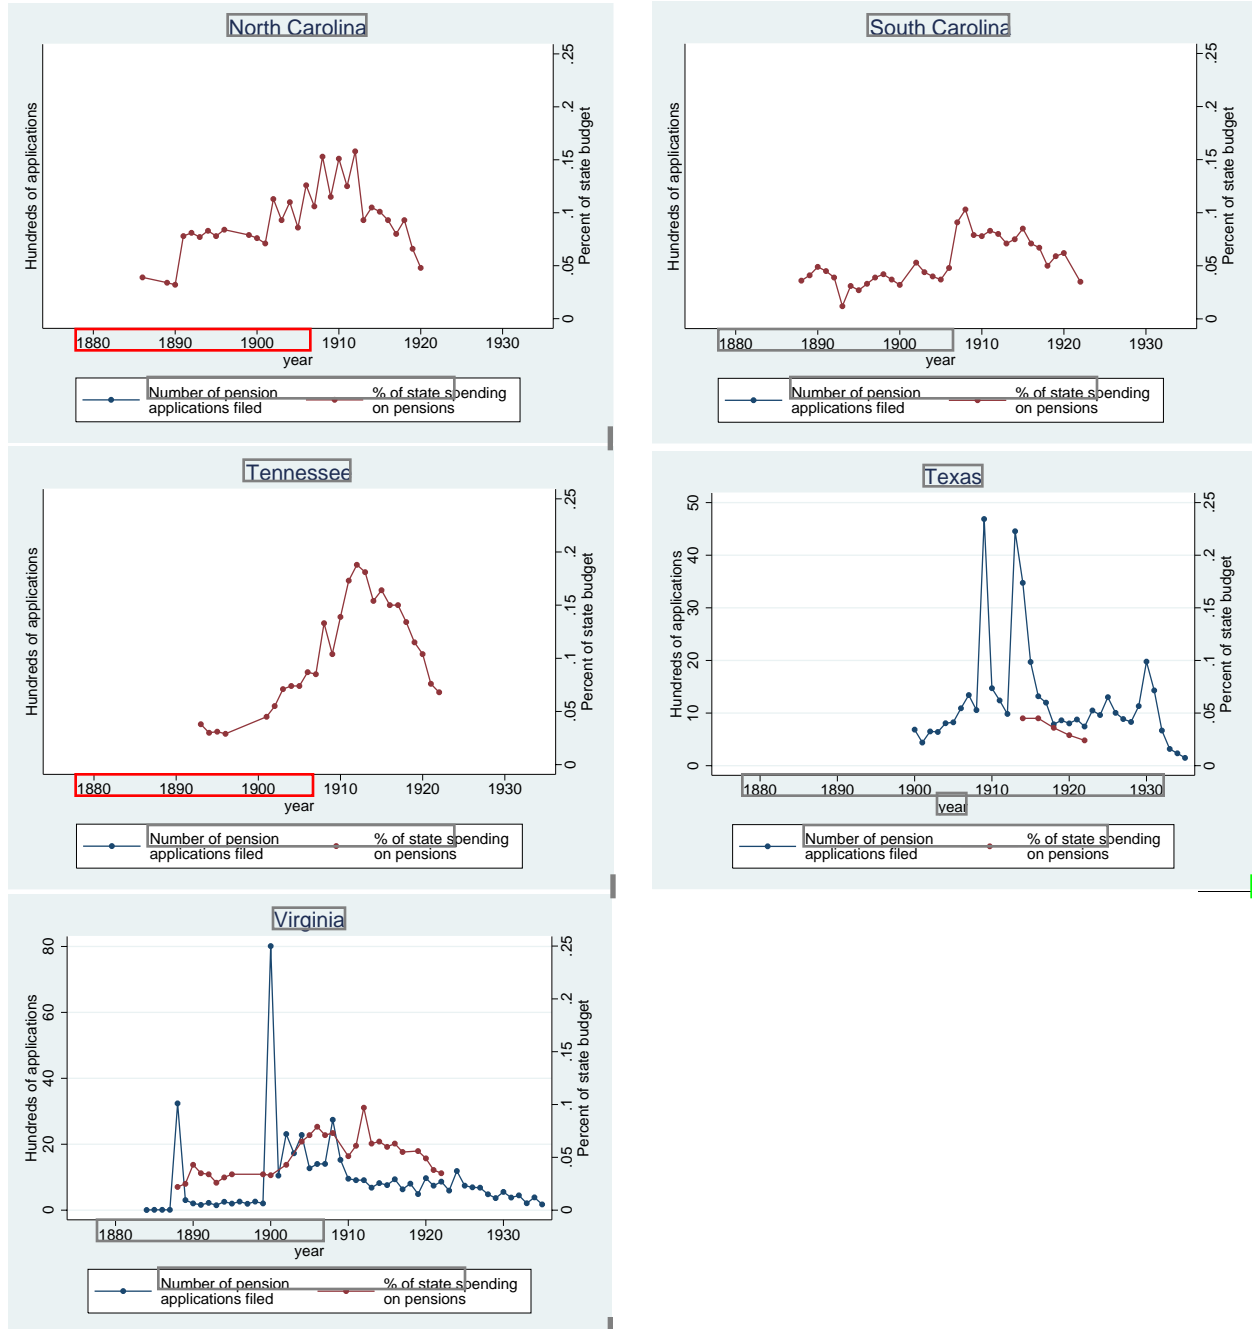 North Carolina
Hundreds of applications
0 .05 .1 .15 .2 .25
Percent of state budget
1880 1890 1900 1910 1920 1930
year
Number of pension applications filed
% of state spending on pensions
South Carolina
Hundreds of applications
0 .05 .1 .15 .2 .25
Percent of state budget
1880 1890 1900 1910 1920 1930
year
Number of pension applications filed
% of state spending on pensions
Tennessee
Hundreds of applications
0 .05 .1 .15 .2 .25
Percent of state budget
1880 1890 1900 1910 1920 1930
year
Number of pension applications filed
% of state spending on pensions
Texas
Hundreds of applications
0 10 20 30 40 50
0 .05 .1 .15 .2 .25
Percent of state budget
1880 1890 1900 1910 1920 1930
year
Number of pension applications filed
% of state spending on pensions
Virginia
Hundreds of applications
0 20 40 60 80
0 .05 .1 .15 .2 .25
Percent of state budget
1880 1890 1900 1910 1920 1930
year
Number of pension applications filed
% of state spending on pensions